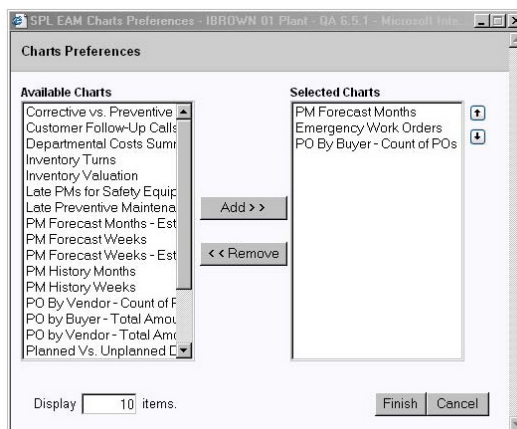 SPL EAM Charts Preferences - IBROWN 01 Plant - QA 6.5.1 - Microsoft Inte
Charts Preferences
Available Charts
Corrective vs. Preventive
Customer Follow-Up Calls
Departmental Costs Sum
Inventory Turns
Inventory Valuation
Late PMs for Safety Equip
Late Preventive Maintena
PM Forecast Months - Est
PM Forecast Weeks
PM Forecast Weeks - Est
PM History Months
PM History Weeks
PO By Vendor - Count of P
PO by Buyer - Total Amou
PO by Vendor - Total Amo
Planned Vs. Unplanned D
Add >>
<< Remove
Selected Charts
PM Forecast Months
Emergency Work Orders
PO By Buyer - Count of POs
Display 10 items.
Finish Cancel